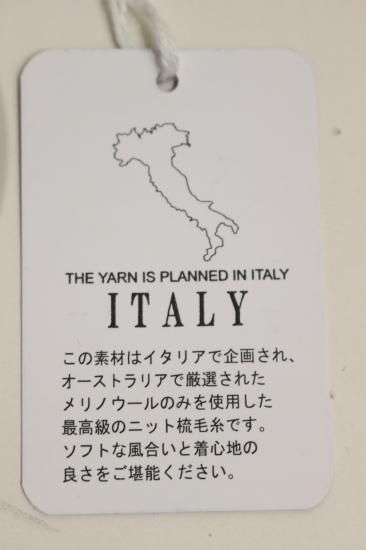 THE YARN IS PLANNED IN ITALY
ITALY
この素材はイタリアで企画され、
オーストラリアで厳選された
メリノウールのみを使用した
最高級のニット梳毛糸です。
ソフトな風合いと着心地の
良さをご堪能ください。